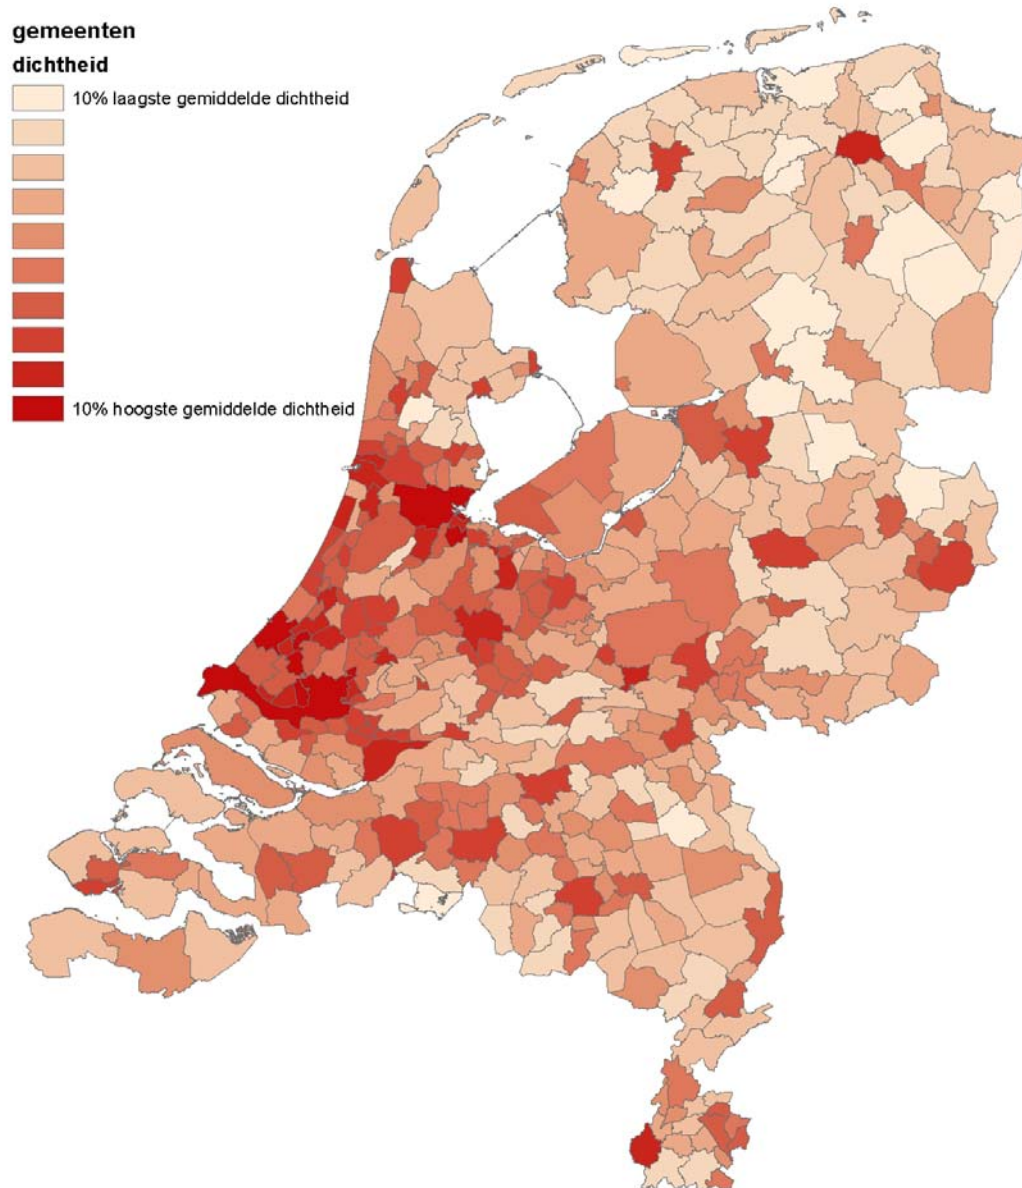 gemeenten
dichtheid
10% laagste gemiddelde dichtheid
10% hoogste gemiddelde dichtheid